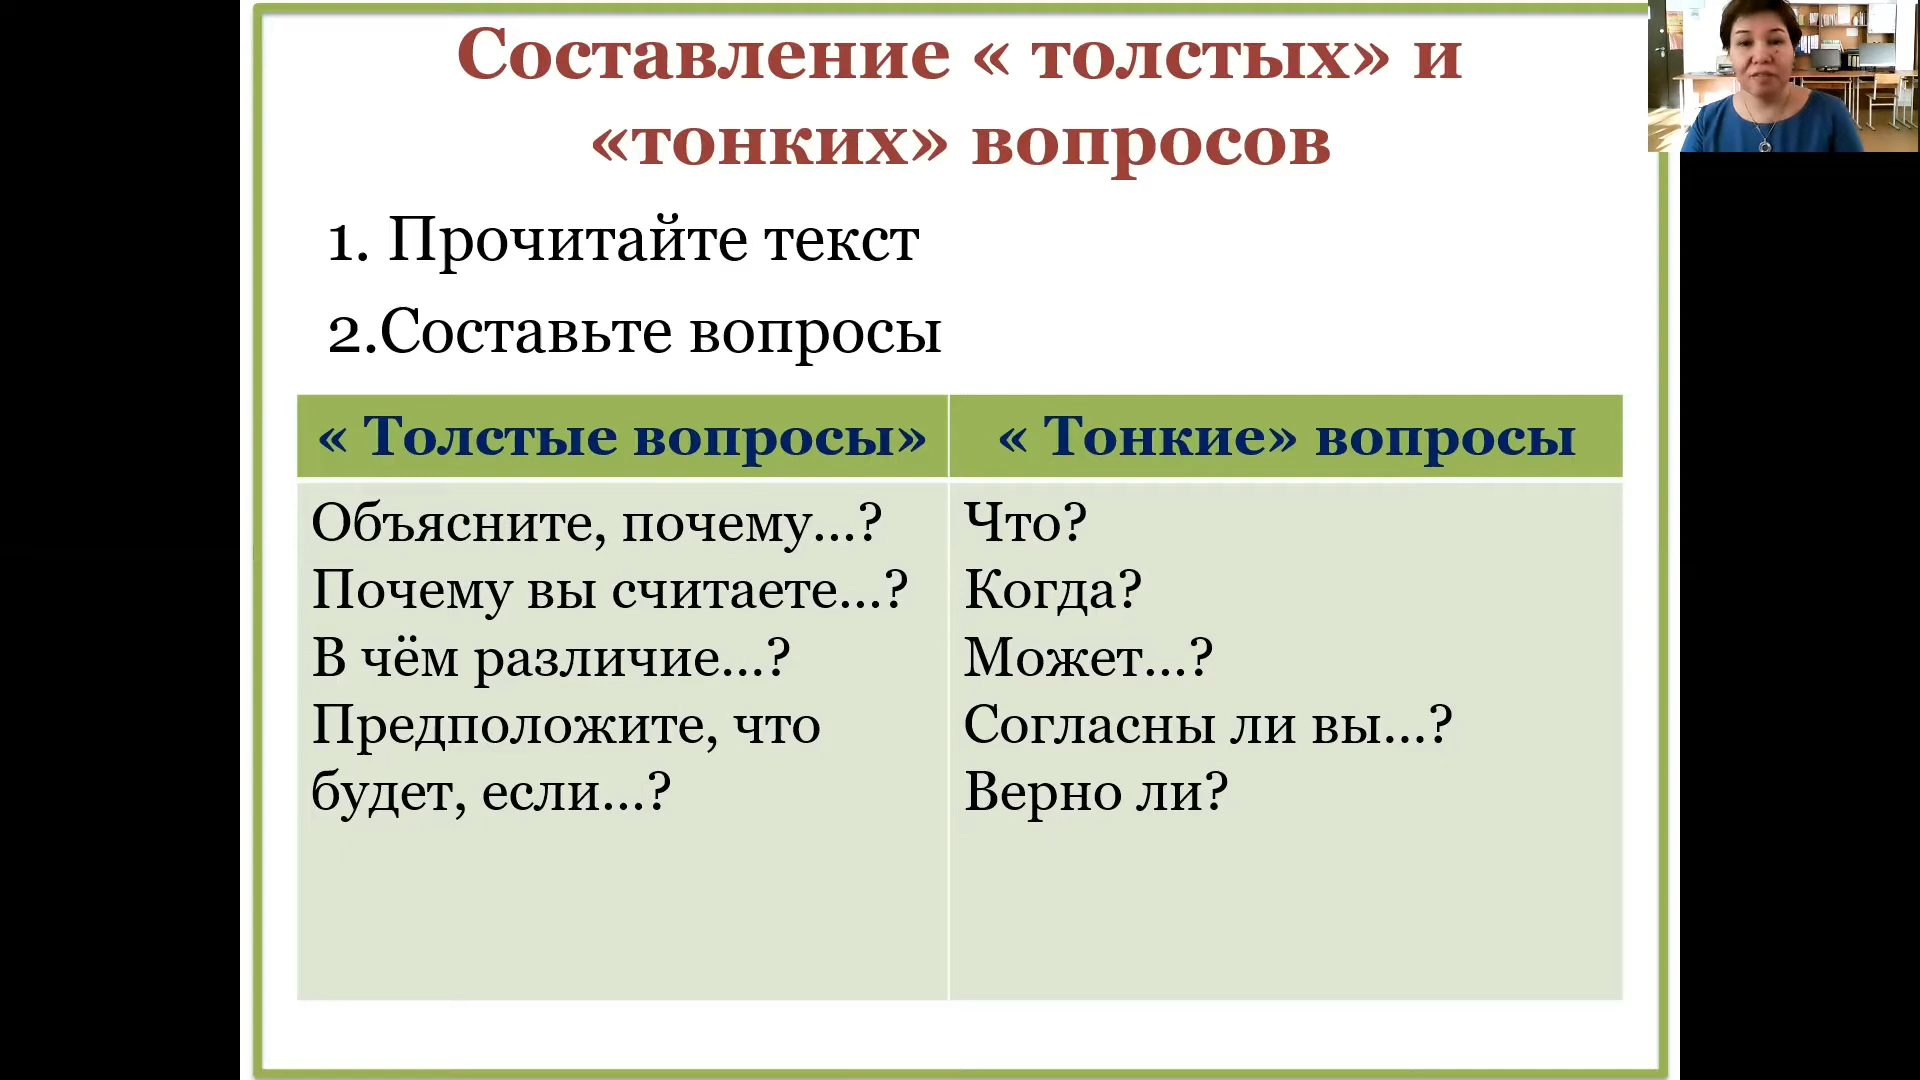 Составление « толстых» и
«тонких» вопросов
1. Прочитайте текст
2.Составьте вопросы
« Толстые вопросы»
« Тонкие» вопросы
Объясните, почему...?
Почему вы считаете...?
В чём различие...?
Предположите, что
будет, если...?
Что?
Когда?
Может...?
Согласны ли вы...?
Верно ли?